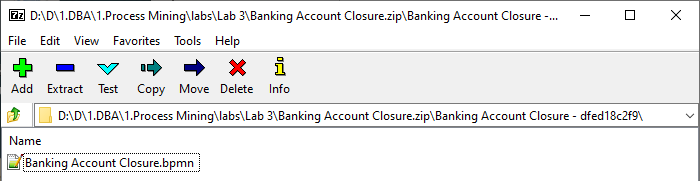 7z D:\D\1.DBA\1.Process Mining\labs\Lab 3\Banking Account Closure.zip\Banking Account Closure -...
File Edit View Favorites Tools Help
Add Extract Test Copy Move Delete Info
D:\D\1.DBA\1.Process Mining\labs\Lab 3\Banking Account Closure.zip\Banking Account Closure - dfed18c2f9\
Name
Banking Account Closure.bpmn